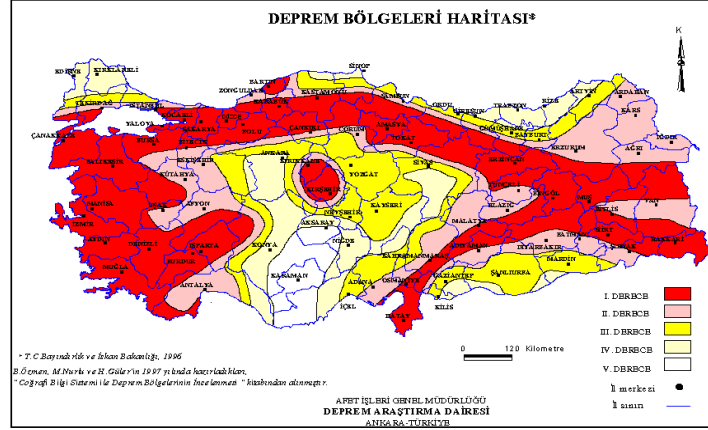 DEPREM BÖLGELERİ HARİTASI*
K
EDİRNE
KIRKLARELİ
TEKİRDAĞ
İSTANBUL
ÇANAKKALE
YALOVA
KOCAELİ
SAKARYA
BURSA
BİLECİK
DÜZCE
BOLU
ZONGULDAK
BARTIN
KARABÜK
KASTAMONU
SİNOP
SAMSUN
ÇANKIRI
ÇORUM
AMASYA
TOKAT
ORDU
GİRESUN
TRABZON
RİZE
ARTVİN
ARDAHAN
KARS
IĞDIR
AĞRI
GÜMÜŞHANE
BAYBURT
ERZURUM
ERZİNCAN
BALIKESİR
KÜTAHYA
ESKİŞEHİR
ANKARA
KIRIKKALE
KIRŞEHİR
YOZGAT
SİVAS
TUNCELİ
BİNGÖL
MUŞ
BİTLİS
VAN
MANİSA
İZMİR
UŞAK
AFYON
AKSARAY
NEVŞEHİR
KAYSERİ
NİĞDE
MALATYA
ELAZIĞ
DİYARBAKIR
BATMAN
SİİRT
ŞIRNAK
HAKKARİ
AYDIN
DENİZLİ
ISPARTA
BURDUR
MUĞLA
ANTALYA
KONYA
KARAMAN
İÇEL
ADANA
OSMANİYE
KAHRAMANMARAŞ
ADIYAMAN
GAZİANTEP
ŞANLIURFA
MARDİN
KİLİS
HATAY
I. DERECE
II. DERECE
III. DERECE
IV. DERECE
V. DERECE
İl merkezi
İl sınırı
0 120 Kilometre
* T.C.Bayındırlık ve İskan Bakanlığı, 1996
B.Özmen, M.Nurlu ve H.Güler'in 1997 yılında hazırladıkları,
"Coğrafi Bilgi Sistemi ile Deprem Bölgelerinin İncelenmesi" kitabından alınmıştır.
AFET İŞLERİ GENEL MÜDÜRLÜĞÜ
DEPREM ARAŞTIRMA DAİRESİ
ANKARA-TÜRKİYE